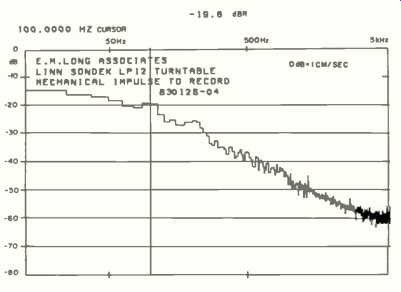 -19.6 dBR
100.0000 HZ CURSOR
50Hz 500Hz 5kHz
0
dB E.M.LONG ASSOCIATES 0dB=1CM/SEC
LINN SONDEK LP12 TURNTABLE
-10 MECHANICAL IMPULSE TO RECORD
830128-04
-20
-30
-40
-50
-60
-70
-80